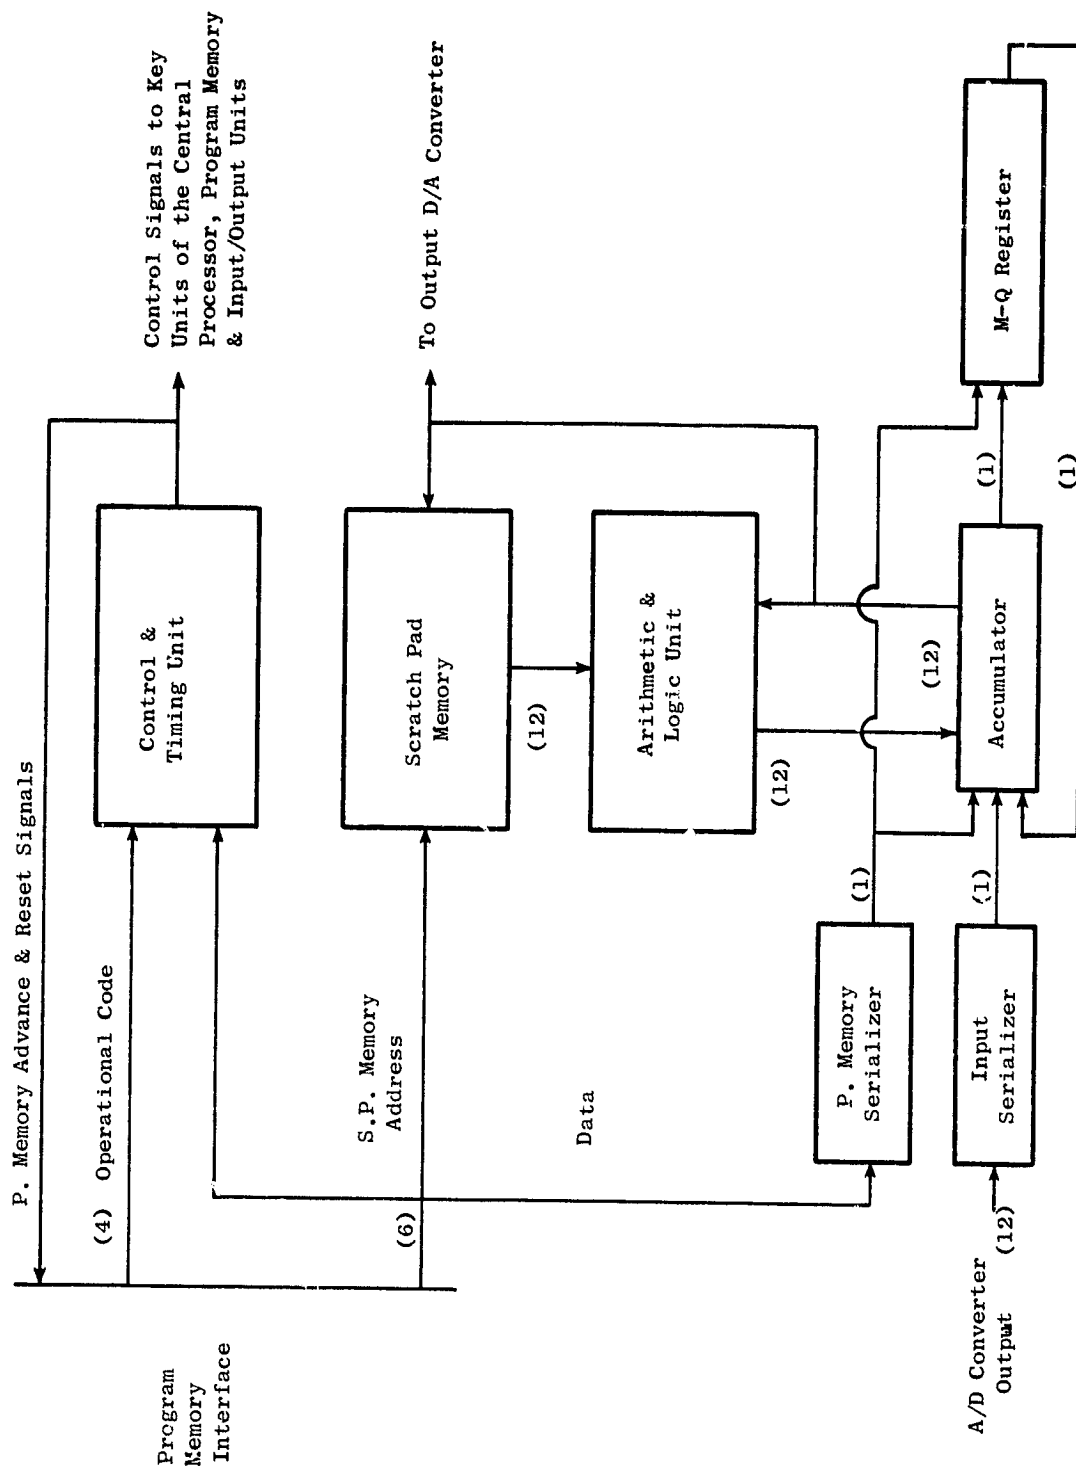 P. Memory Advance & Reset Signals
(4) Operational Code
Control &
Timing Unit
Control Signals to Key
Units of the Central
Processor, Program Memory
& Input/Output Units
Program
Memory
Interface
(6)
S.P. Memory
Address
Scratch Pad
Memory
To Output D/A Converter
(12)
Data
Arithmetic &
Logic Unit
(12)
(12)
P. Memory
Serializer
(1)
A/D Converter
Output
(12)
Input
Serializer
(1)
Accumulator
(1)
M-Q Register
(1)